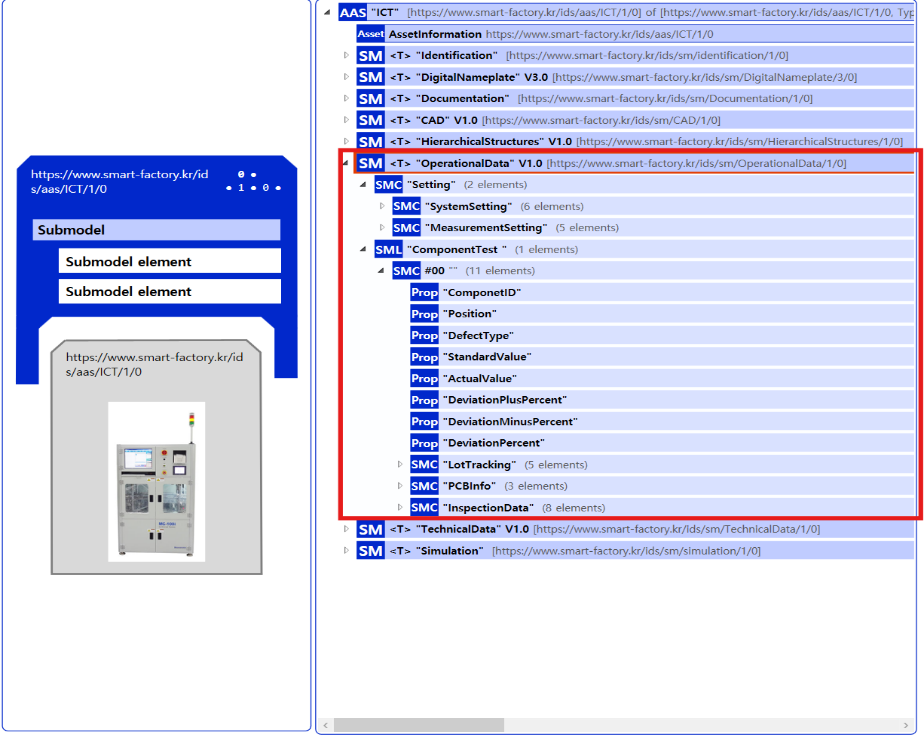 https://www.smart-factory.kr/id
s/aas/ICT/1/0
0
1 0
Submodel
Submodel element
Submodel element
https://www.smart-factory.kr/id
s/aas/ICT/1/0
AAS "ICT" [https://www.smart-factory.kr/ids/aas/ICT/1/0] of [https://www.smart-factory.kr/ids/aas/ICT/1/0, Typ
Asset AssetInformation https://www.smart-factory.kr/ids/aas/ICT/1/0
SM <T> "Identification" [https://www.smart-factory.kr/ids/sm/identification/1/0]
SM <T> "DigitalNameplate" V3.0 [https://www.smart-factory.kr/ids/sm/DigitalNameplate/3/0]
SM <T> "Documentation" [https://www.smart-factory.kr/ids/sm/Documentation/1/0]
SM <T> "CAD" V1.0 [https://www.smart-factory.kr/ids/sm/CAD/1/0]
SM <T> "HierarchicalStructures" V1.0 [https://www.smart-factory.kr/ids/sm/HierarchicalStructures/1/0]
SM <T> "OperationalData" V1.0 [https://www.smart-factory.kr/ids/sm/OperationalData/1/0]
SMC "Setting" (2 elements)
SMC "SystemSetting" (6 elements)
SMC "MeasurementSetting" (5 elements)
SML "ComponentTest " (1 elements)
SMC #00 "" (11 elements)
Prop "ComponetID"
Prop "Position"
Prop "DefectType"
Prop "StandardValue"
Prop "ActualValue"
Prop "DeviationPlusPercent"
Prop "DeviationMinusPercent"
Prop "DeviationPercent"
SMC "LotTracking" (5 elements)
SMC "PCBInfo" (3 elements)
SMC "InspectionData" (8 elements)
SM <T> "TechnicalData" V1.0 [https://www.smart-factory.kr/ids/sm/TechnicalData/1/0]
SM <T> "Simulation" [https://www.smart-factory.kr/ids/sm/simulation/1/0]